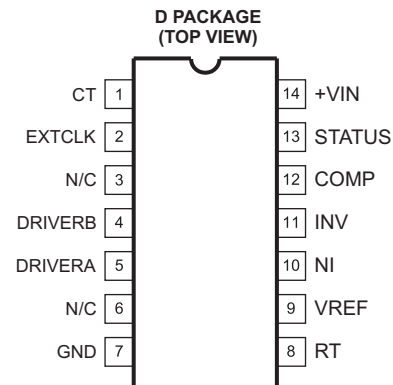 D PACKAGE
(TOP VIEW)
CT 1 14 +VIN
EXTCLK 2 13 STATUS
N/C 3 12 COMP
DRIVERB 4 11 INV
DRIVERA 5 10 NI
N/C 6 9 VREF
GND 7 8 RT